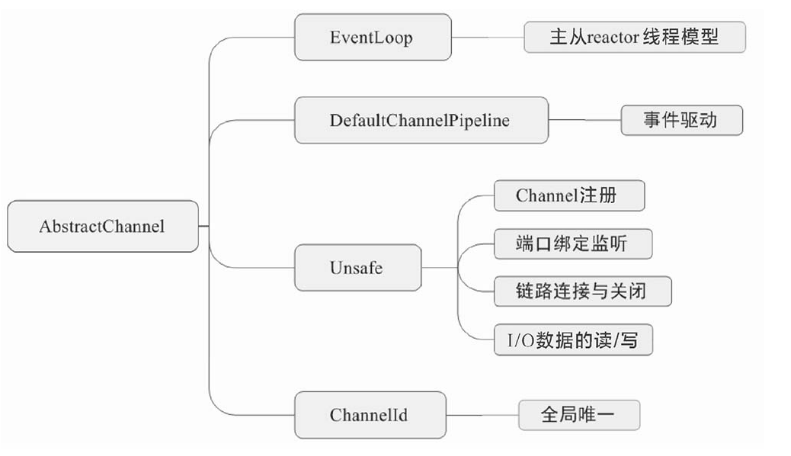 EventLoop
主从reactor 线程模型
DefaultChannelPipeline
事件驱动
AbstractChannel
Unsafe
Channel注册
端口绑定监听
链路连接与关闭
I/O数据的读/写
ChannelId
全局唯一